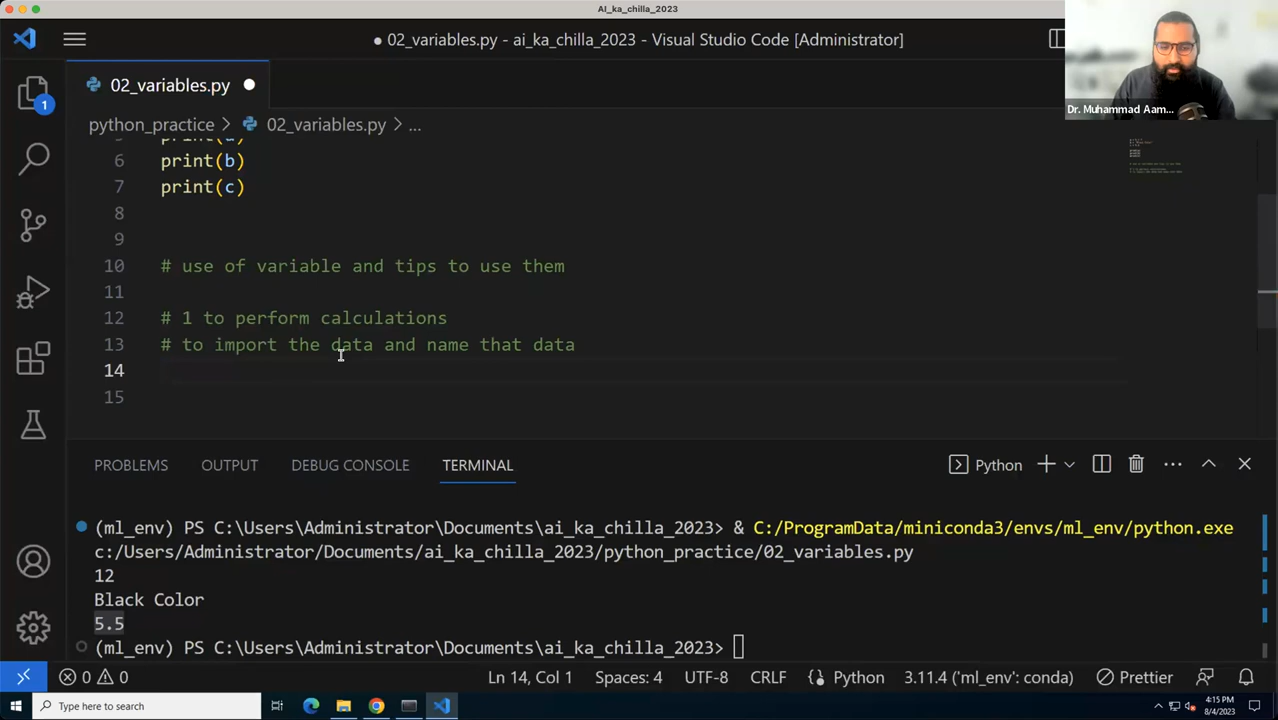 AI_ka_chilla_2023
02_variables.py - ai_ka_chilla_2023 - Visual Studio Code [Administrator]
Dr. Muhammad Aam...
02_variables.py
1
python_practice > 02_variables.py > ...
5 print(a)
6 print(b)
7 print(c)
8
9
10 # use of variable and tips to use them
11
12 # 1 to perform calculations
13 # to import the data and name that data
14
15
PROBLEMS OUTPUT DEBUG CONSOLE TERMINAL Python
(ml_env) PS C:\Users\Administrator\Documents\ai_ka_chilla_2023> & C:/ProgramData/miniconda3/envs/ml_env/python.exe
c:/Users/Administrator/Documents/ai_ka_chilla_2023/python_practice/02_variables.py
12
Black Color
5.5
(ml_env) PS C:\Users\Administrator\Documents\ai_ka_chilla_2023>
0 0 Ln 14, Col 1 Spaces: 4 UTF-8 CRLF Python 3.11.4 ('ml_env': conda) Prettier
Type here to search
4:15 PM
8/4/2023